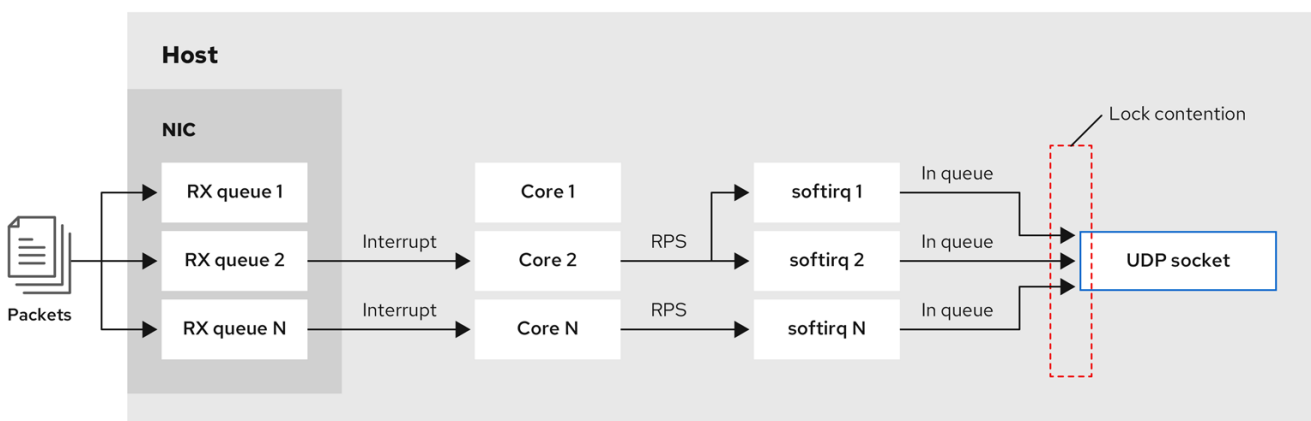 Host
NIC
Lock contention
RX queue 1
Core 1
softirq 1
In queue
Packets
RX queue 2
Interrupt
Core 2
RPS
softirq 2
In queue
UDP socket
RX queue N
Interrupt
Core N
RPS
softirq N
In queue